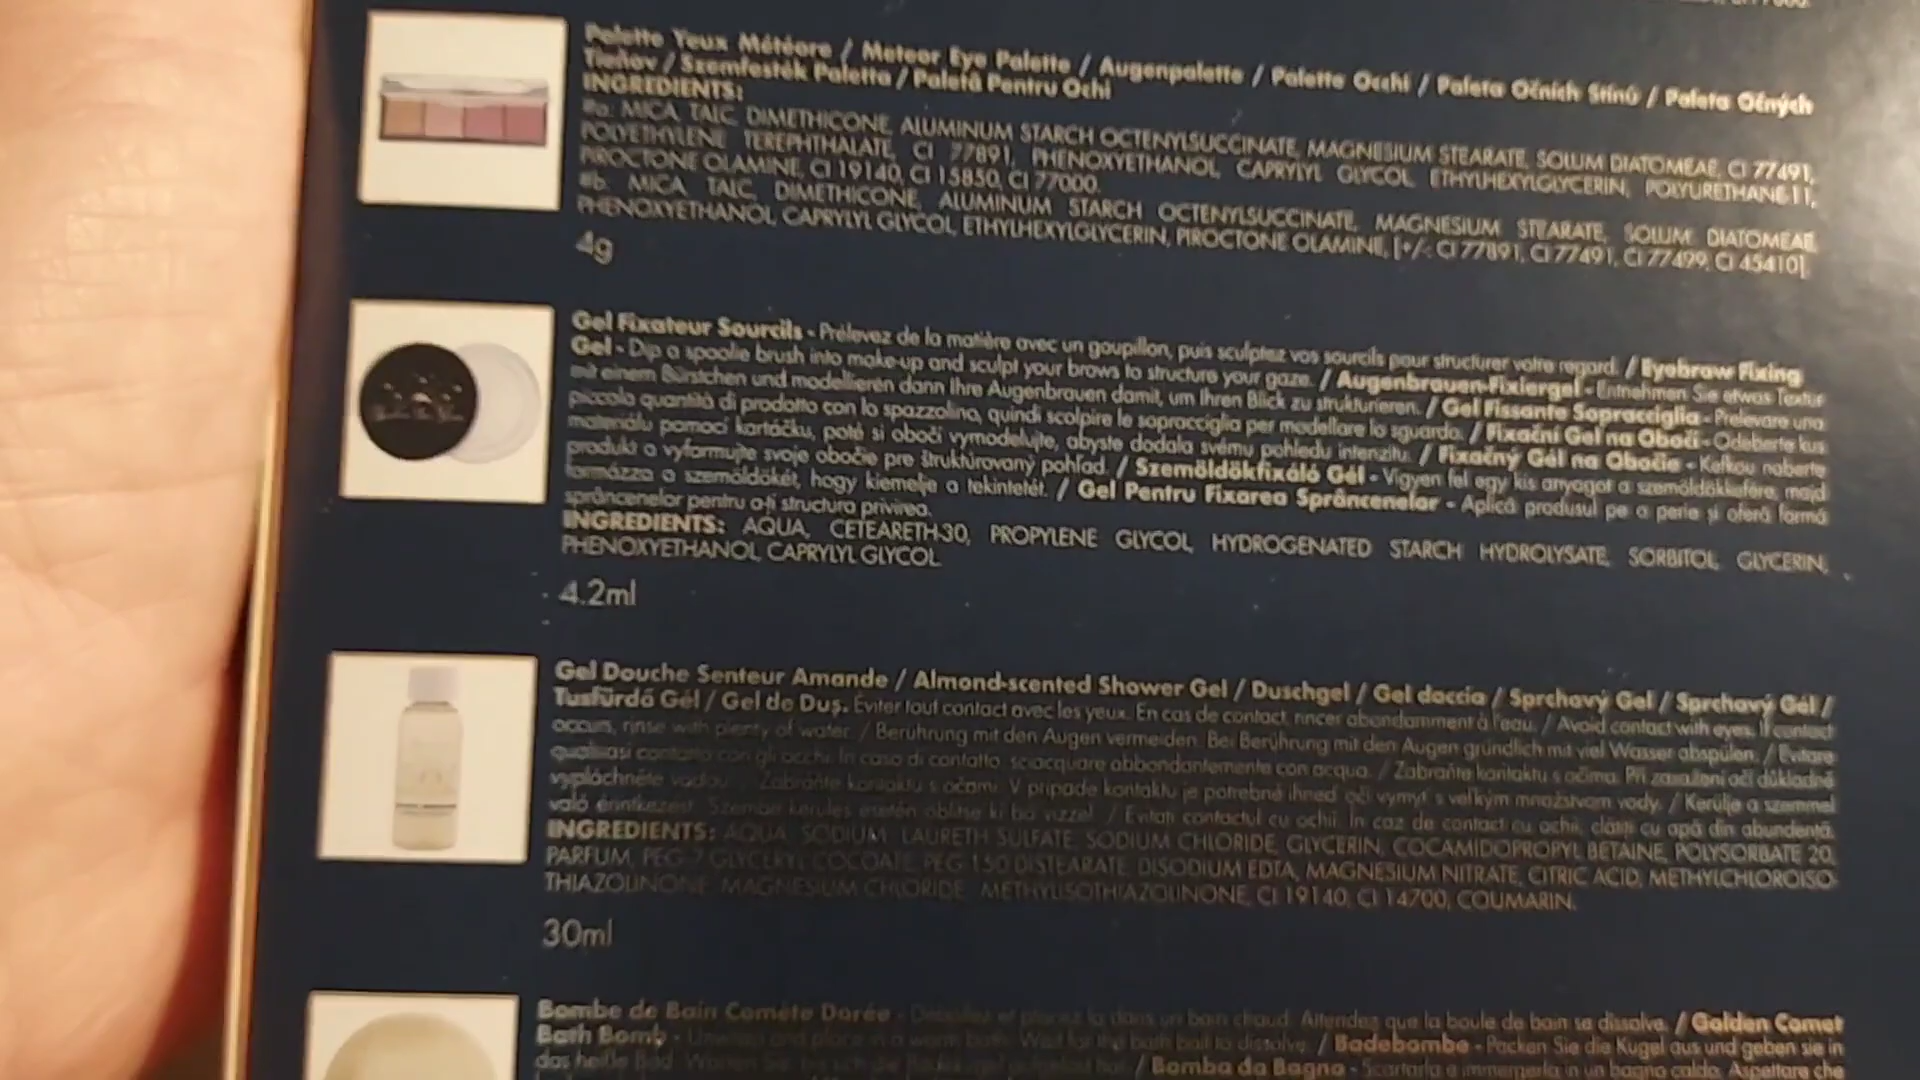 Palette Yeux Météore / Meteor Eye Palette / Augenpalette / Palette Occhi / Paleta Očních Stínů / Paleta Očných
Tieňov / Szemfesték Paletta / Paletă Pentru Ochi
INGREDIENTS:
#a: MICA, TALC, DIMETHICONE, ALUMINUM STARCH OCTENYLSUCCINATE, MAGNESIUM STEARATE, SOLUM DIATOMEAE, CI 77491,
POLYETHYLENE TEREPHTHALATE, CI 77891, PHENOXYETHANOL, CAPRYLYL GLYCOL, ETHYLHEXYLGLYCERIN, POLYURETHANE-11,
PIROCTONE OLAMINE, CI 19140, CI 15850, CI 77000.
#b: MICA, TALC, DIMETHICONE, ALUMINUM STARCH OCTENYLSUCCINATE, MAGNESIUM STEARATE, SOLUM DIATOMEAE,
PHENOXYETHANOL, CAPRYLYL GLYCOL, ETHYLHEXYLGLYCERIN, PIROCTONE OLAMINE, [+/-: CI 77891, CI 77491, CI 77499, CI 45410].
4g
Gel Fixateur Sourcils - Prélevez de la matière avec un goupillon, puis sculptez vos sourcils pour structurer votre regard. / Eyebrow Fixing
Gel - Dip a spoolie brush into make-up and sculpt your brows to structure your gaze. / Augenbrauen-Fixiergel - Entnehmen Sie etwas Textur
mit einem Bürstchen und modellieren dann Ihre Augenbrauen damit, um Ihren Blick zu strukturieren. / Gel Fissante Sopracciglia - Prelevare una
piccola quantità di prodotto con lo spazzolino, quindi scolpire le sopracciglia per modellare lo sguardo. / Fixační Gel na Obočí - Odeberte kus
materiálu pomocí kartáčku, poté si obočí vymodelujte, abyste dodala svému pohledu intenzitu. / Fixačný Gél na Obočie - Kefkou naberte
produkt a vyformujte svoje obočie pre štruktúrovaný pohľad. / Szemöldökfixáló Gél - Vigyen fel egy kis anyagot a szemöldökkefére, majd
formázza a szemöldökét, hogy kiemelje a tekintetét. / Gel Pentru Fixarea Sprâncenelor - Aplică produsul pe o perie și oferă formă
sprâncenelor pentru a-ți structura privirea.
INGREDIENTS: AQUA, CETEARETH-30, PROPYLENE GLYCOL, HYDROGENATED STARCH HYDROLYSATE, SORBITOL, GLYCERIN,
PHENOXYETHANOL, CAPRYLYL GLYCOL.
4.2ml
Gel Douche Senteur Amande / Almond-scented Shower Gel / Duschgel / Gel doccia / Sprchový Gel / Sprchový Gél /
Tusfürdő Gél / Gel de Duș. Éviter tout contact avec les yeux. En cas de contact, rincer abondamment à l'eau. / Avoid contact with eyes. If contact
occurs, rinse with plenty of water. / Berührung mit den Augen vermeiden. Bei Berührung mit den Augen gründlich mit viel Wasser abspülen. / Evitare
qualsiasi contatto con gli occhi. In caso di contatto, sciacquare abbondantemente con acqua. / Zabraňte kontaktu s očima. Při zasažení očí důkladně
vypláchněte vodou. / Zabráňte kontaktu s očami. V prípade kontaktu je potrebné ihneď oči vymyť s veľkým množstvom vody. / Kerülje a szemmel
való érintkezést. Szembe kerülés esetén öblítse ki bő vízzel. / Evitați contactul cu ochii. În caz de contact cu ochii, clătiți cu apă din abundență.
INGREDIENTS: AQUA, SODIUM LAURETH SULFATE, SODIUM CHLORIDE, GLYCERIN, COCAMIDOPROPYL BETAINE, POLYSORBATE 20,
PARFUM, PEG-7 GLYCERYL COCOATE, PEG-150 DISTEARATE, DISODIUM EDTA, MAGNESIUM NITRATE, CITRIC ACID, METHYLCHLOROISO-
THIAZOLINONE, MAGNESIUM CHLORIDE, METHYLISOTHIAZOLINONE, CI 19140, CI 14700, COUMARIN.
30ml
Bombe de Bain Comète Dorée - Déballez et placez la dans un bain chaud. Attendez que la boule de bain se dissolve. / Golden Comet
Bath Bomb - Unwrap and place in a warm bath. Wait for the bath ball to dissolve. / Badebombe - Packen Sie die Kugel aus und geben sie in
das heiße Bad. Warten Sie, bis sich die Badekugel aufgelöst hat. / Bomba da Bagno - Scartarla e immergerla in un bagno caldo. Aspettare che